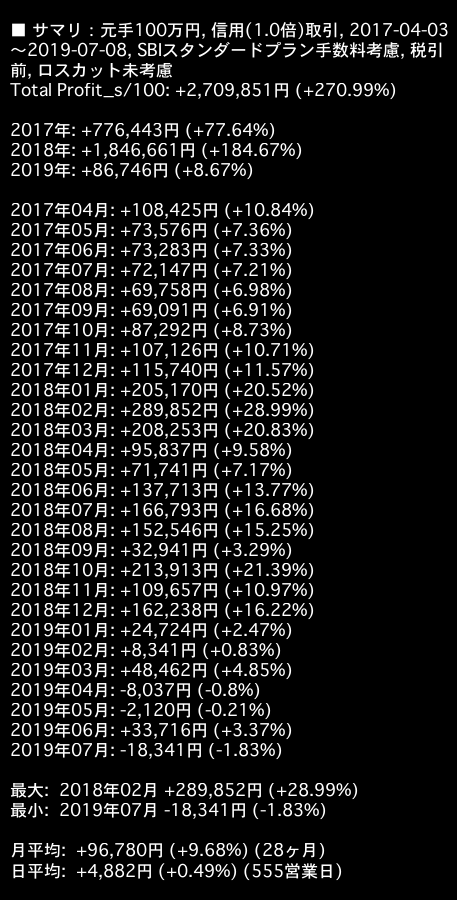 ■ サマリ : 元手100万円, 信用(1.0倍)取引, 2017-04-03
〜2019-07-08, SBIスタンダードプラン手数料考慮, 税引
前, ロスカット未考慮
Total Profit_s/100: +2,709,851円 (+270.99%)
2017年: +776,443円 (+77.64%)
2018年: +1,846,661円 (+184.67%)
2019年: +86,746円 (+8.67%)
2017年04月: +108,425円 (+10.84%)
2017年05月: +73,576円 (+7.36%)
2017年06月: +73,283円 (+7.33%)
2017年07月: +72,147円 (+7.21%)
2017年08月: +69,758円 (+6.98%)
2017年09月: +69,091円 (+6.91%)
2017年10月: +87,292円 (+8.73%)
2017年11月: +107,126円 (+10.71%)
2017年12月: +115,740円 (+11.57%)
2018年01月: +205,170円 (+20.52%)
2018年02月: +289,852円 (+28.99%)
2018年03月: +208,253円 (+20.83%)
2018年04月: +95,837円 (+9.58%)
2018年05月: +71,741円 (+7.17%)
2018年06月: +137,713円 (+13.77%)
2018年07月: +166,793円 (+16.68%)
2018年08月: +152,546円 (+15.25%)
2018年09月: +32,941円 (+3.29%)
2018年10月: +213,913円 (+21.39%)
2018年11月: +109,657円 (+10.97%)
2018年12月: +162,238円 (+16.22%)
2019年01月: +24,724円 (+2.47%)
2019年02月: +8,341円 (+0.83%)
2019年03月: +48,462円 (+4.85%)
2019年04月: -8,037円 (-0.8%)
2019年05月: -2,120円 (-0.21%)
2019年06月: +33,716円 (+3.37%)
2019年07月: -18,341円 (-1.83%)
最大: 2018年02月 +289,852円 (+28.99%)
最小: 2019年07月 -18,341円 (-1.83%)
月平均: +96,780円 (+9.68%) (28ヶ月)
日平均: +4,882円 (+0.49%) (555営業日)